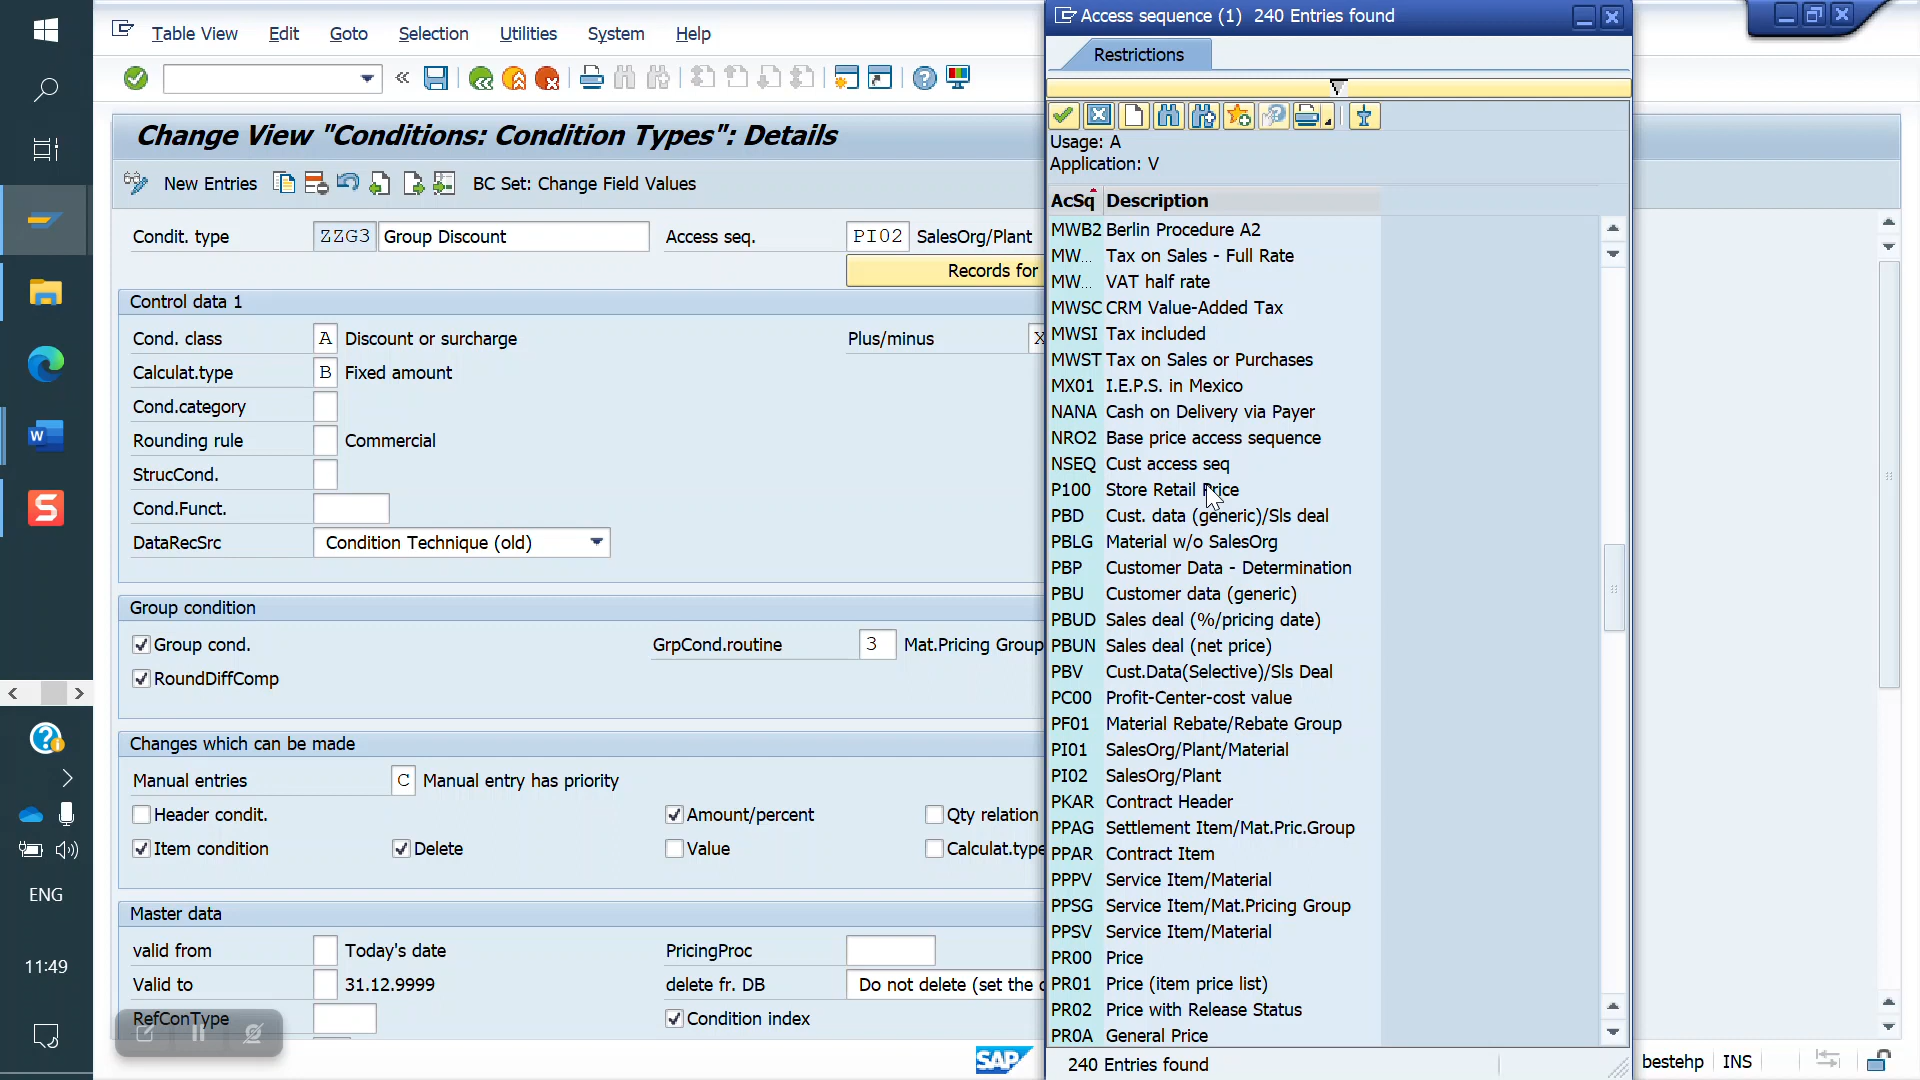 Table View Edit Goto Selection Utilities System Help
Change View "Conditions: Condition Types": Details
New Entries BC Set: Change Field Values
Condit. type ZZG3 Group Discount Access seq. PI02 SalesOrg/Plant
Records for
Control data 1
Cond. class A Discount or surcharge Plus/minus X
Calculat.type B Fixed amount
Cond.category
Rounding rule Commercial
StrucCond.
Cond.Funct.
DataRecSrc Condition Technique (old)
Group condition
Group cond. GrpCond.routine 3 Mat.Pricing Group
RoundDiffComp
Changes which can be made
Manual entries C Manual entry has priority
Header condit. Amount/percent Qty relation
Item condition Delete Value Calculat.type
Master data
valid from Today's date PricingProc
Valid to 31.12.9999 delete fr. DB Do not delete (set the
RefConType Condition index
SAP
Access sequence (1) 240 Entries found
Restrictions
Usage: A
Application: V
AcSq Description
MWB2 Berlin Procedure A2
MW... Tax on Sales - Full Rate
MW... VAT half rate
MWSC CRM Value-Added Tax
MWSI Tax included
MWST Tax on Sales or Purchases
MX01 I.E.P.S. in Mexico
NANA Cash on Delivery via Payer
NRO2 Base price access sequence
NSEQ Cust access seq
P100 Store Retail Price
PBD Cust. data (generic)/Sls deal
PBLG Material w/o SalesOrg
PBP Customer Data - Determination
PBU Customer data (generic)
PBUD Sales deal (%/pricing date)
PBUN Sales deal (net price)
PBV Cust.Data(Selective)/Sls Deal
PC00 Profit-Center-cost value
PF01 Material Rebate/Rebate Group
PI01 SalesOrg/Plant/Material
PI02 SalesOrg/Plant
PKAR Contract Header
PPAG Settlement Item/Mat.Pric.Group
PPAR Contract Item
PPPV Service Item/Material
PPSG Service Item/Mat.Pricing Group
PPSV Service Item/Material
PR00 Price
PR01 Price (item price list)
PR02 Price with Release Status
PR0A General Price
240 Entries found
bestehp INS
ENG
11:49